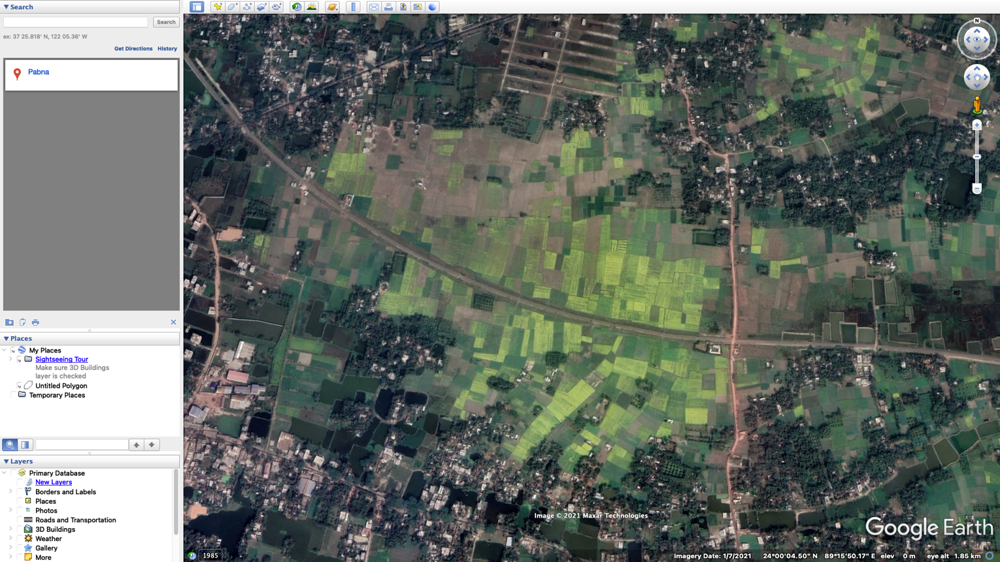 Search
Search
ex: 37 25.818' N, 122 05.36' W
Get Directions History
Pabna
Places
My Places
Sightseeing Tour
Make sure 3D Buildings
layer is checked
Untitled Polygon
Temporary Places
Layers
Primary Database
New Layers
Borders and Labels
Places
Photos
Roads and Transportation
3D Buildings
Weather
Gallery
More
N
Image © 2021 Maxar Technologies
Google Earth
1985
Imagery Date: 1/7/2021 24°00'04.50" N 89°15'50.17" E elev 0 m eye alt 1.85 km